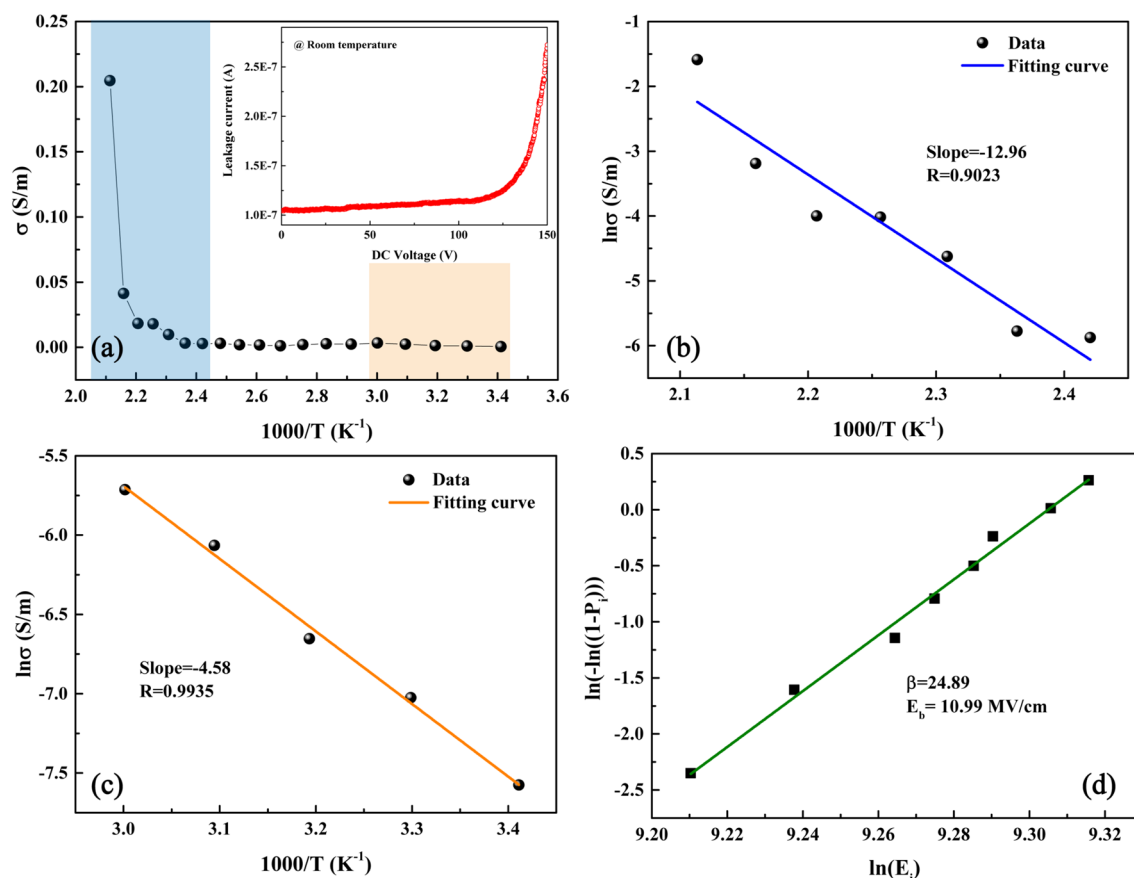 0.25
0.20
0.15
0.10
0.05
0.00
σ (S/m)
2.0 2.2 2.4 2.6 2.8 3.0 3.2 3.4 3.6
1000/T (K⁻¹)
(a)
@ Room temperature
2.5E-7
2.0E-7
1.5E-7
1.0E-7
Leakage current (A)
0 50 100 150
DC Voltage (V)
-1
-2
-3
-4
-5
-6
lnσ (S/m)
Data
Fitting curve
Slope=-12.96
R=0.9023
(b)
2.1 2.2 2.3 2.4
1000/T (K⁻¹)
-5.5
-6.0
-6.5
-7.0
-7.5
lnσ (S/m)
Data
Fitting curve
Slope=-4.58
R=0.9935
(c)
3.0 3.1 3.2 3.3 3.4
1000/T (K⁻¹)
0.5
0.0
-0.5
-1.0
-1.5
-2.0
-2.5
ln(-ln((1-Pᵢ)))
β=24.89
E_b= 10.99 MV/cm
(d)
9.20 9.22 9.24 9.26 9.28 9.30 9.32
ln(Eᵢ)